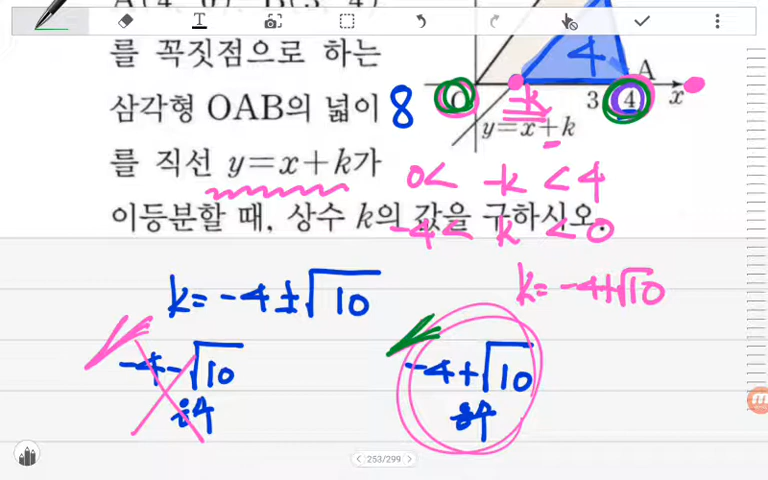 A(4, 0), B(3, 4)
를 꼭짓점으로 하는
삼각형 OAB의 넓이 8
를 직선 y=x+k가
이등분할 때, 상수 k의 값을 구하시오.
4
A
O -k 3 4 x
y=x+k
0< -k <4
-4< k <0
k=-4±√10
k=-4+√10
-4-√10
-4+√10
253/299